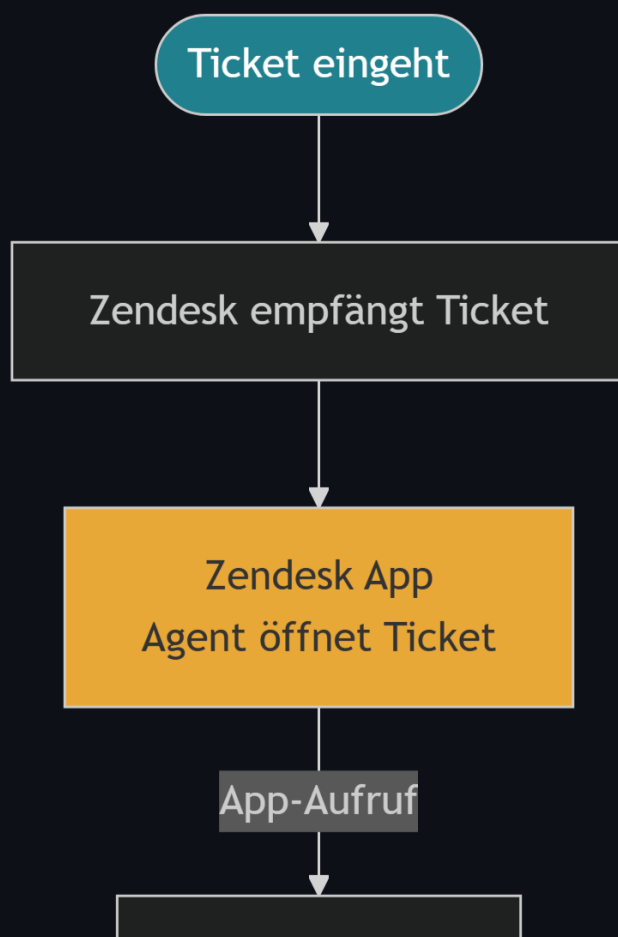 Ticket eingeht
Zendesk empfängt Ticket
Zendesk App
Agent öffnet Ticket
App-Aufruf